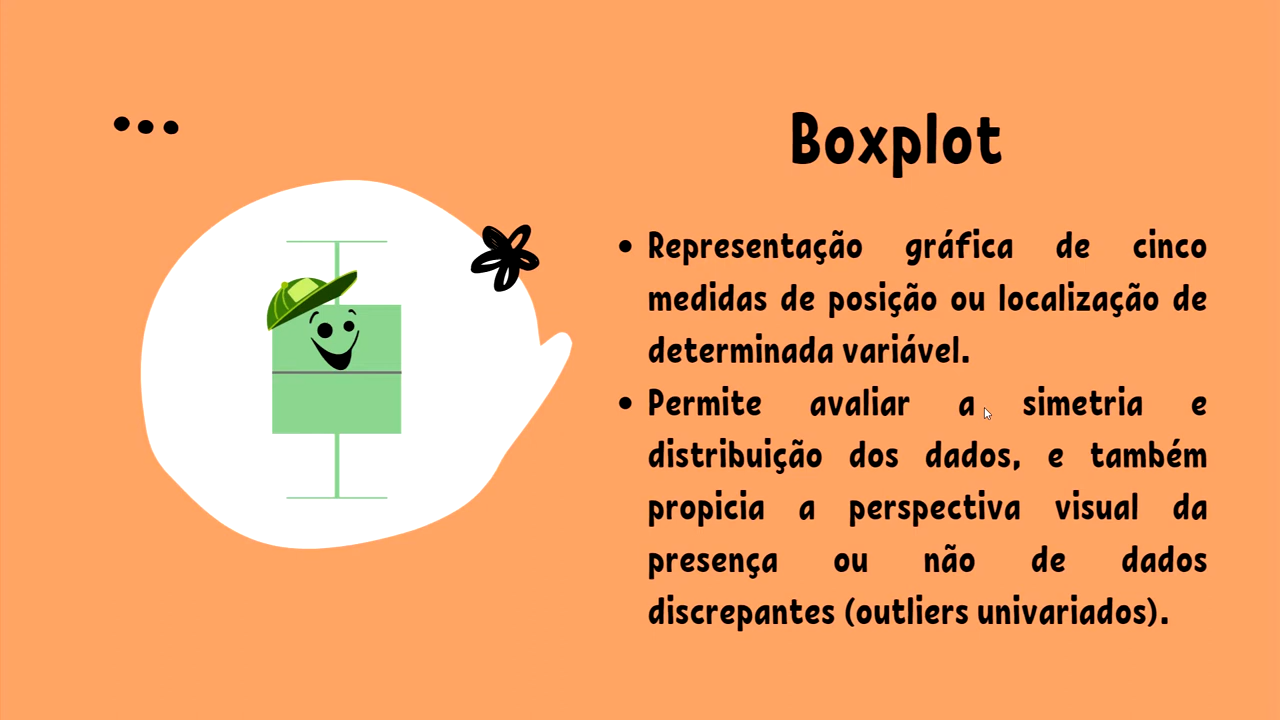 Boxplot
• Representação gráfica de cinco
medidas de posição ou localização de
determinada variável.
• Permite avaliar a simetria e
distribuição dos dados, e também
propicia a perspectiva visual da
presença ou não de dados
discrepantes (outliers univariados).